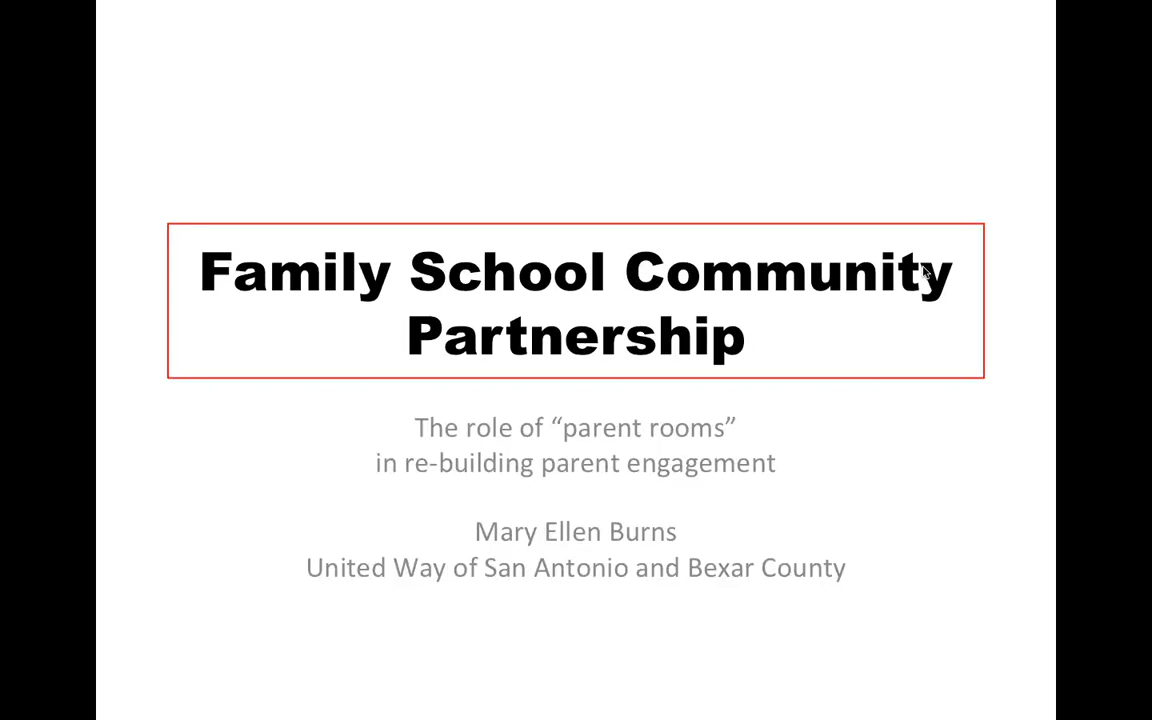 Family School Community
Partnership
The role of “parent rooms”
in re-building parent engagement
Mary Ellen Burns
United Way of San Antonio and Bexar County